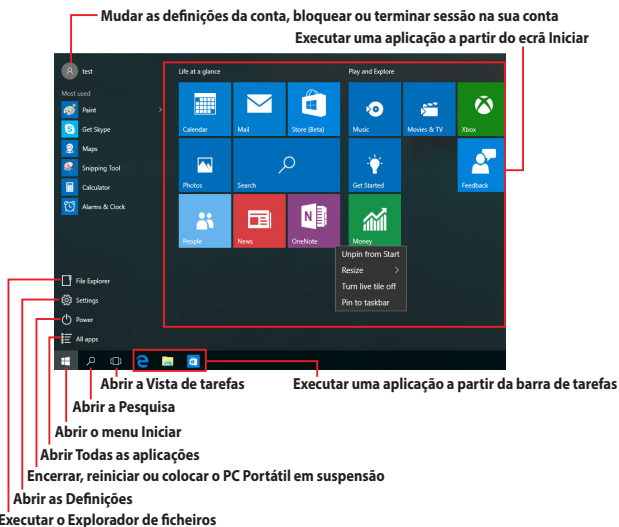 Mudar as definições da conta, bloquear ou terminar sessão na sua conta
Executar uma aplicação a partir do ecrã Iniciar
test
Most used
Paint
Get Skype
Maps
Snipping Tool
Calculator
Alarms & Clock
File Explorer
Settings
Power
All apps
Life at a glance
Play and Explore
Calendar
Mail
Store (Beta)
Music
Movies & TV
Xbox
Photos
Search
Get Started
Feedback
People
News
OneNote
Money
Unpin from Start
Resize
Turn live tile off
Pin to taskbar
Abrir a Vista de tarefas
Executar uma aplicação a partir da barra de tarefas
Abrir a Pesquisa
Abrir o menu Iniciar
Abrir Todas as aplicações
Encerrar, reiniciar ou colocar o PC Portátil em suspensão
Abrir as Definições
Executar o Explorador de ficheiros